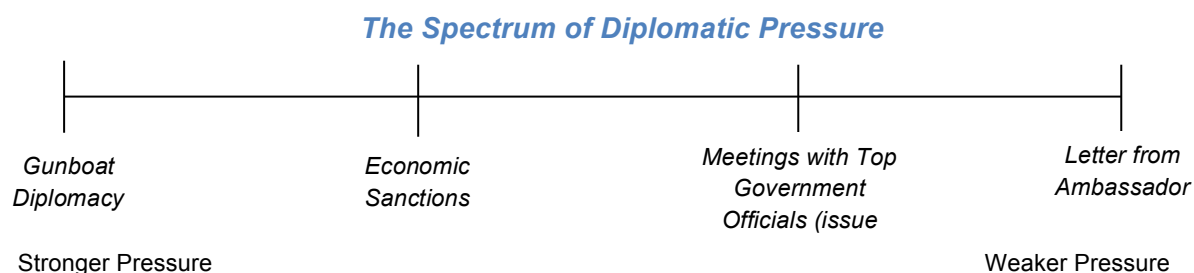 The Spectrum of Diplomatic Pressure
Gunboat
Diplomacy
Economic
Sanctions
Meetings with Top
Government
Officials (issue
Letter from
Ambassador
Stronger Pressure
Weaker Pressure